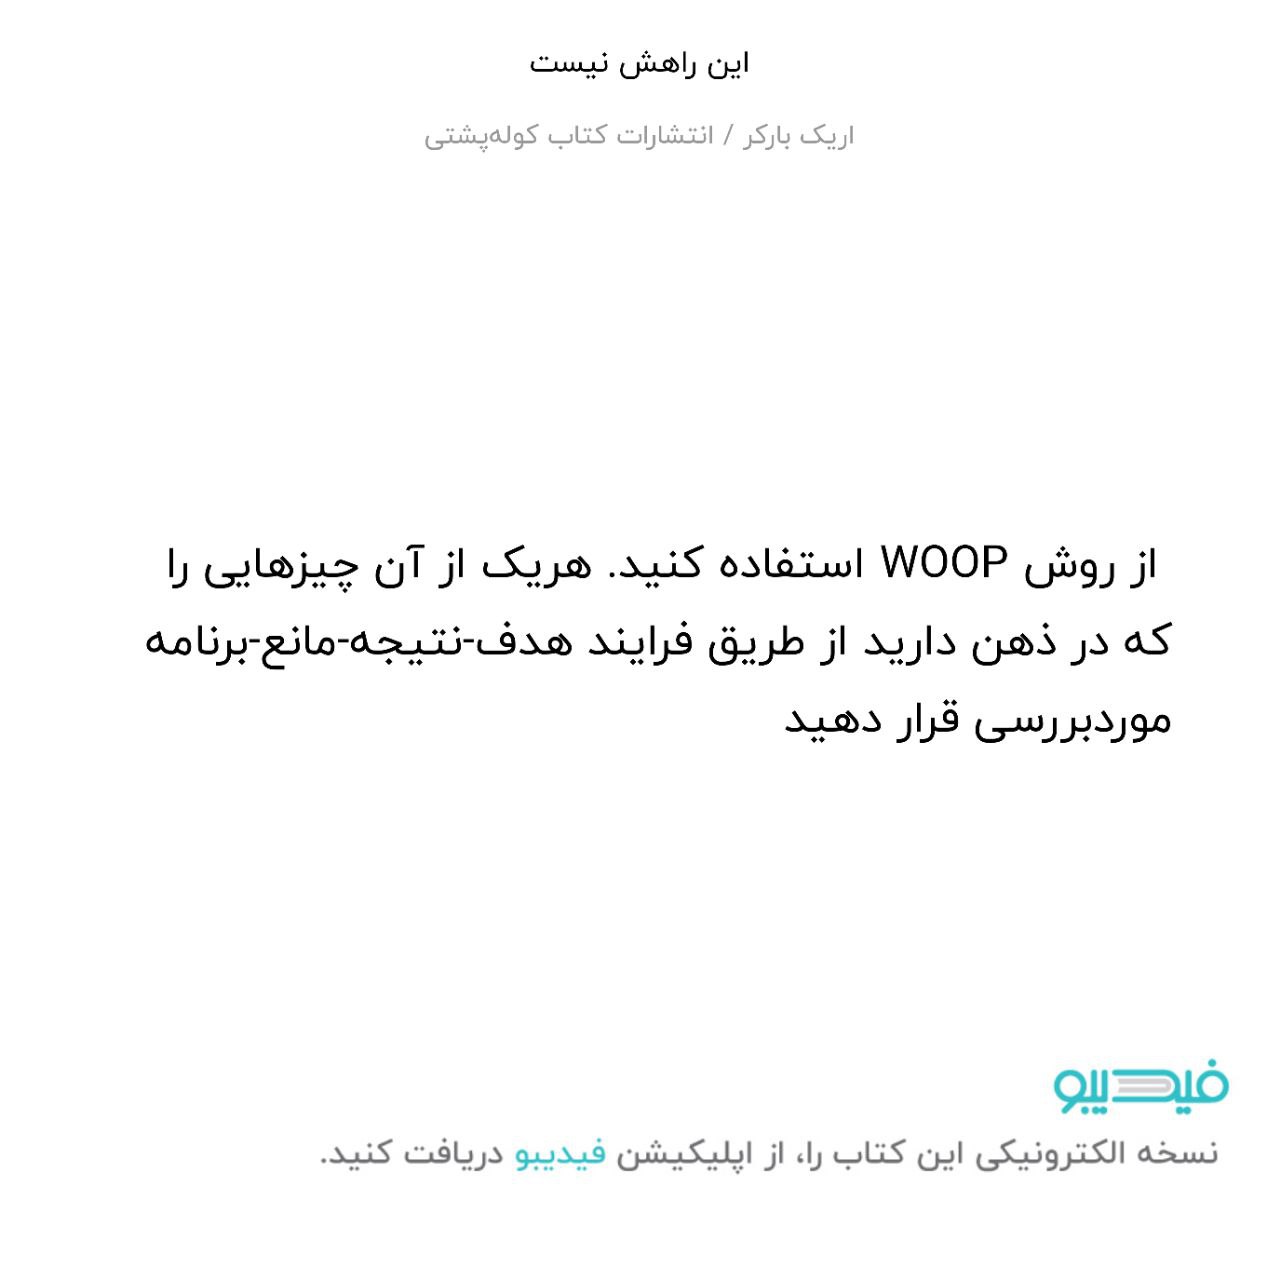 این راهش نیست
اریک بارکر / انتشارات کتاب کوله‌پشتی
از روش WOOP استفاده کنید. هریک از آن چیزهایی را
که در ذهن دارید از طریق فرایند هدف-نتیجه-مانع-برنامه
موردبررسی قرار دهید
فیدیبو
نسخه الکترونیکی این کتاب را، از اپلیکیشن فیدیبو دریافت کنید.